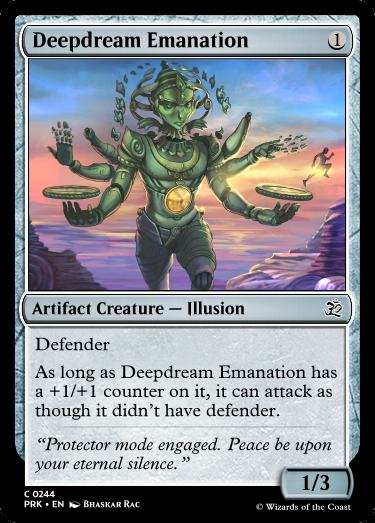 Deepdream Emanation 1
Artifact Creature — Illusion
Defender
As long as Deepdream Emanation has
a +1/+1 counter on it, it can attack as
though it didn't have defender.
“Protector mode engaged. Peace be upon
your eternal silence.”
1/3
C 0244
PRK • EN Bhaskar Rac
© Wizards of the Coast